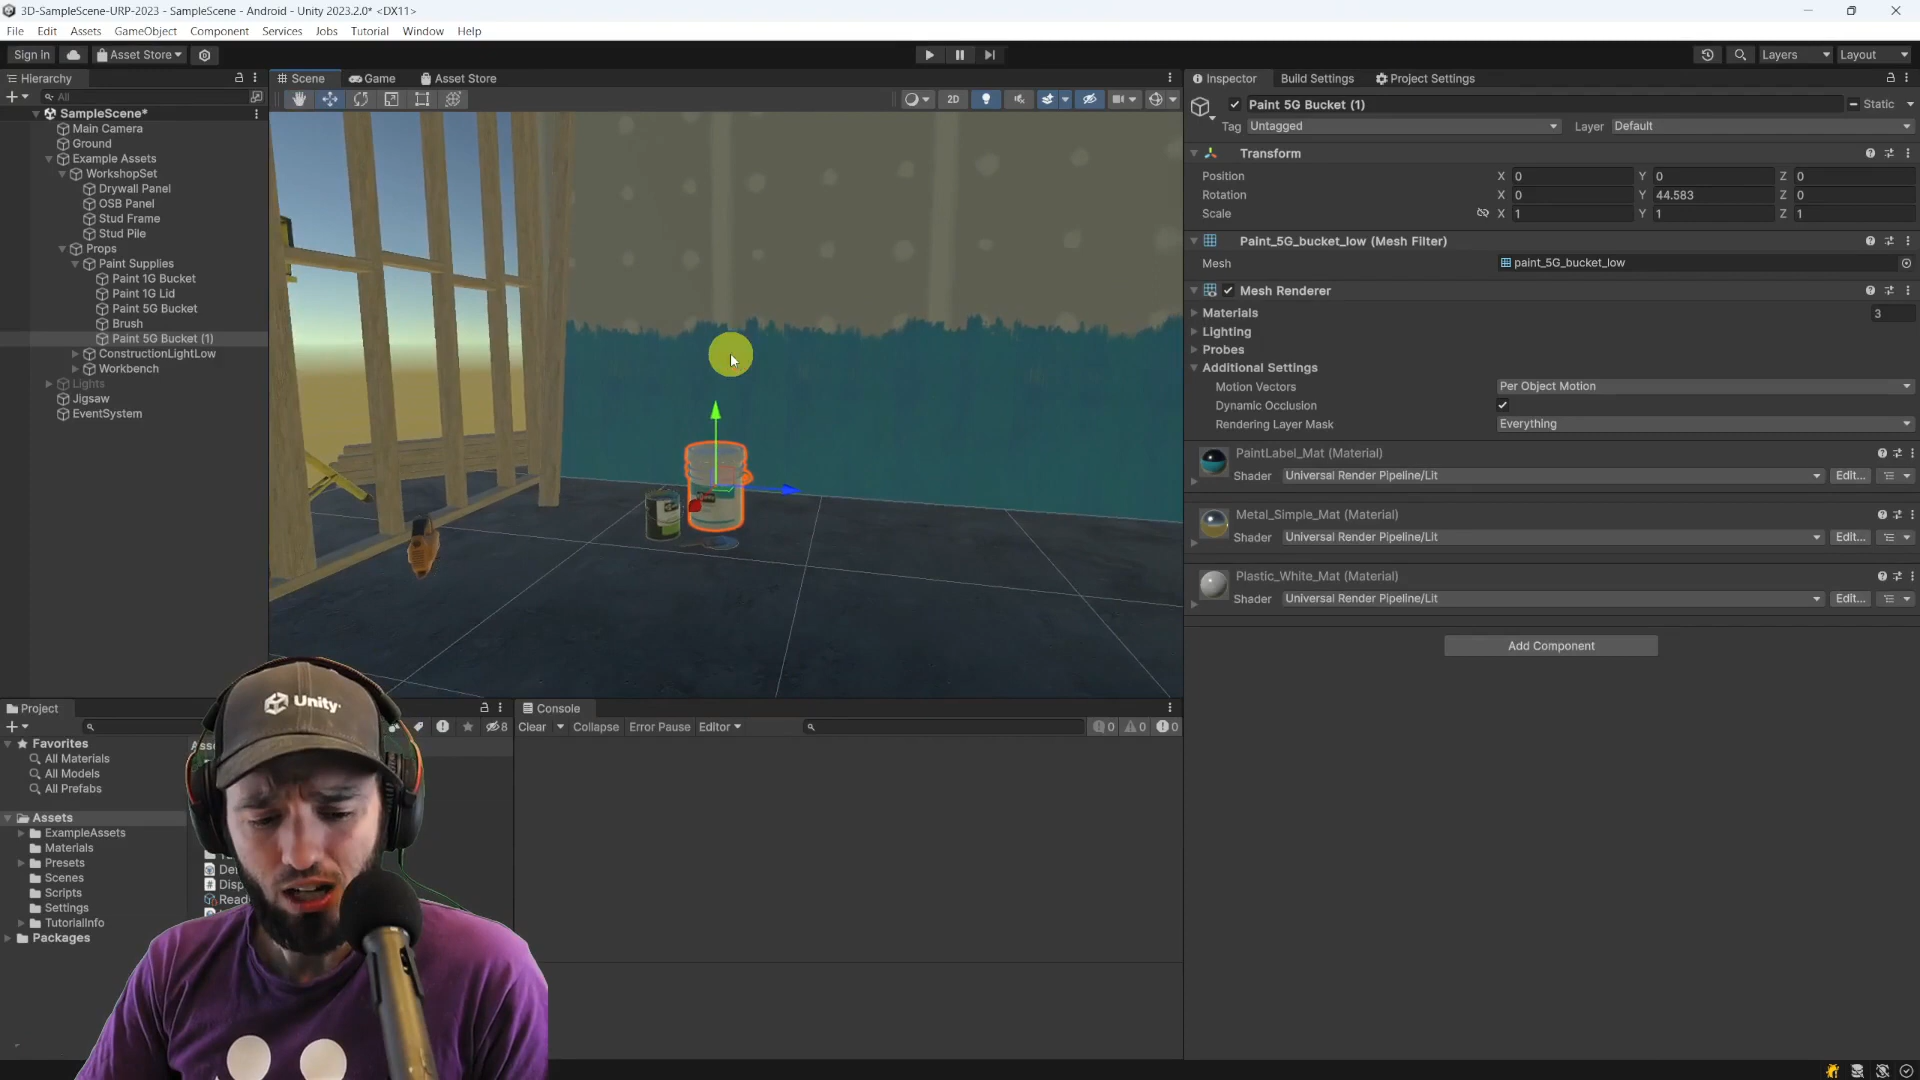 3D-SampleScene-URP-2023 - SampleScene - Android - Unity 2023.2.0* <DX11>
File Edit Assets GameObject Component Services Jobs Tutorial Window Help
Sign In Asset Store Layers Layout
Hierarchy
All
SampleScene*
Main Camera
Ground
Example Assets
WorkshopSet
Drywall Panel
OSB Panel
Stud Frame
Stud Pile
Props
Paint Supplies
Paint 1G Bucket
Paint 1G Lid
Paint 5G Bucket
Brush
Paint 5G Bucket (1)
ConstructionLightLow
Workbench
Lights
Jigsaw
EventSystem
Scene Game Asset Store
2D
Inspector Build Settings Project Settings
Paint 5G Bucket (1) Static
Tag Untagged Layer Default
Transform
Position X 0 Y 0 Z 0
Rotation X 0 Y 44.583 Z 0
Scale X 1 Y 1 Z 1
Paint_5G_bucket_low (Mesh Filter)
Mesh paint_5G_bucket_low
Mesh Renderer
Materials 3
Lighting
Probes
Additional Settings
Motion Vectors Per Object Motion
Dynamic Occlusion
Rendering Layer Mask Everything
PaintLabel_Mat (Material)
Shader Universal Render Pipeline/Lit Edit...
Metal_Simple_Mat (Material)
Shader Universal Render Pipeline/Lit Edit...
Plastic_White_Mat (Material)
Shader Universal Render Pipeline/Lit Edit...
Add Component
Project
8
Favorites
All Materials
All Models
All Prefabs
Assets
ExampleAssets
Materials
Presets
Scenes
Scripts
Settings
TutorialInfo
Packages
Ass
De
Disp
Read
Console
Clear Collapse Error Pause Editor 0 0 0
Unity